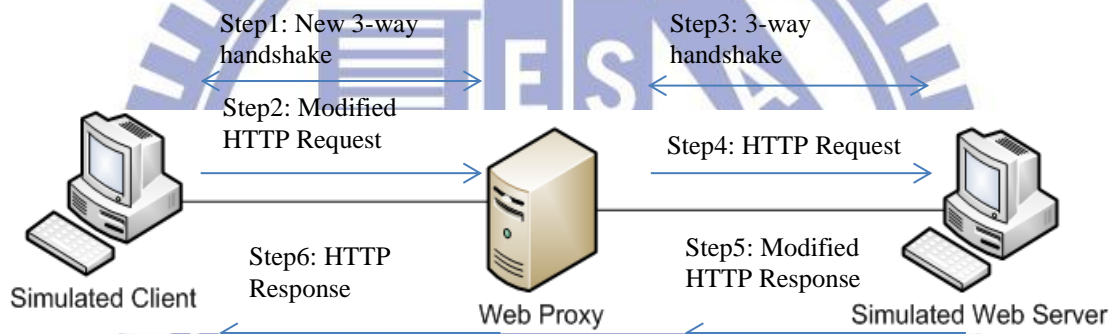 Step1: New 3-way
handshake
Step3: 3-way
handshake
Step2: Modified
HTTP Request
Step4: HTTP Request
Step6: HTTP
Response
Step5: Modified
HTTP Response
Simulated Client
Web Proxy
Simulated Web Server
ESA